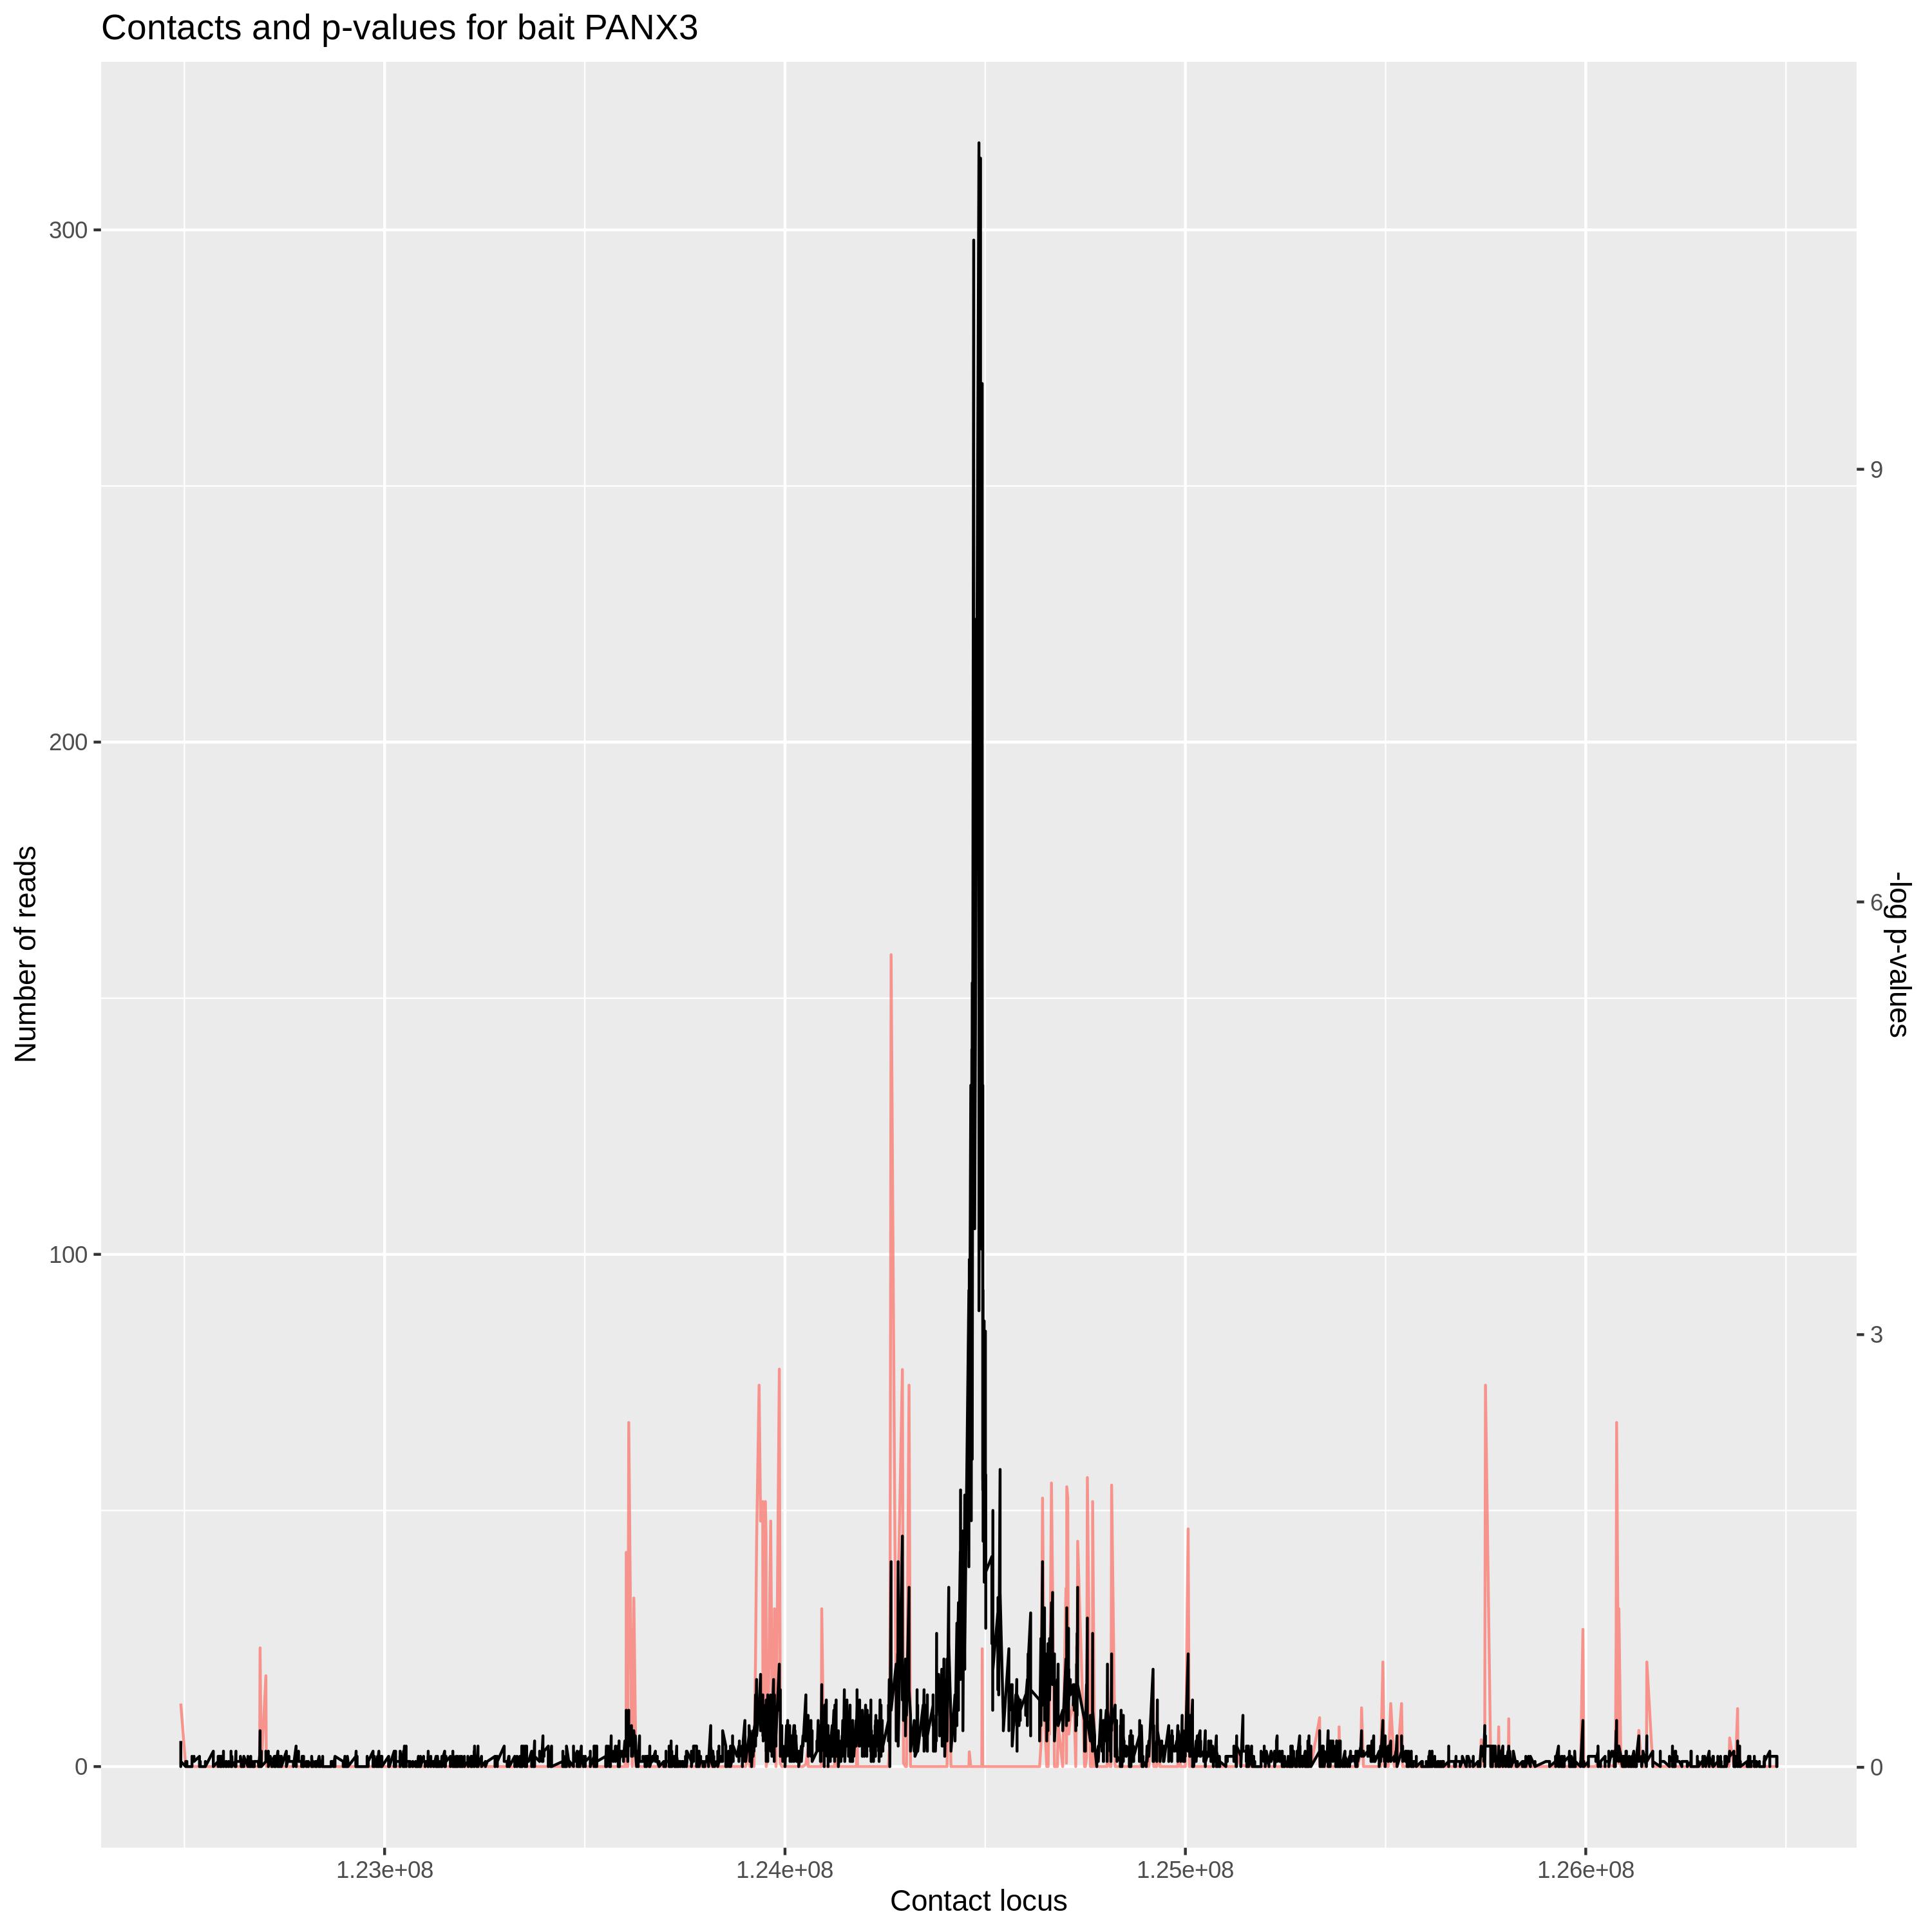 Contacts and p-values for bait PANX3
300
200
100
0
Number of reads
9
6
3
0
-log p-values
1.23e+08
1.24e+08
1.25e+08
1.26e+08
Contact locus